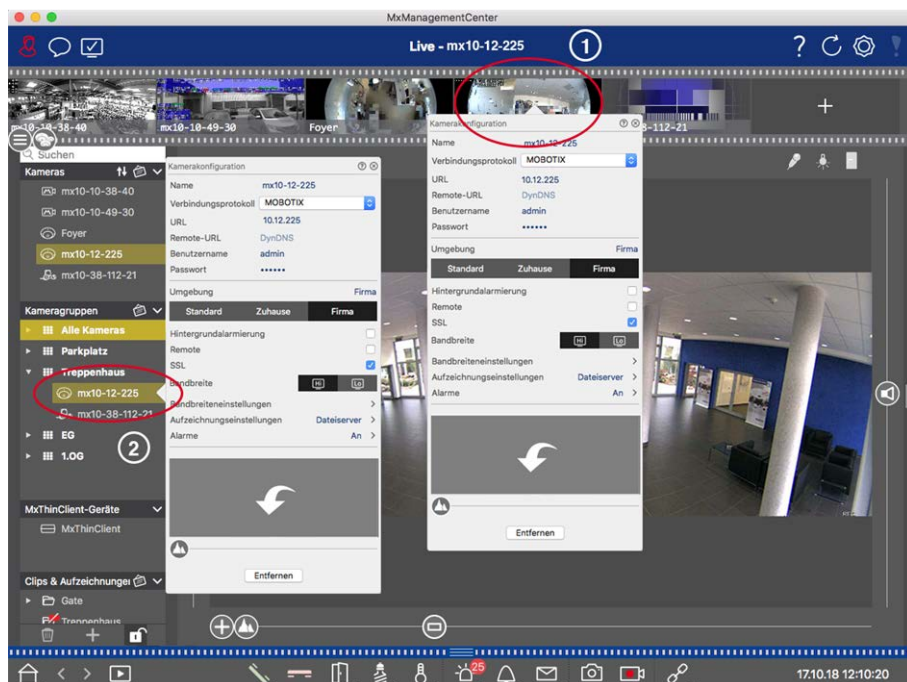 MxManagementCenter
Live - mx10-12-225
1
?
mx10-10-38-40
mx10-10-49-30
Foyer
+
Suchen
Kameras
mx10-10-38-40
mx10-10-49-30
Foyer
mx10-12-225
mx10-38-112-21
Kameragruppen
Alle Kameras
Parkplatz
Treppenhaus
mx10-12-225
mx10-38-112-21
EG
1.OG
2
MxThinClient-Geräte
MxThinClient
Clips & Aufzeichnungen
Gate
Treppenhaus
Kamerakonfiguration
Name mx10-12-225
Verbindungsprotokoll MOBOTIX
URL 10.12.225
Remote-URL DynDNS
Benutzername admin
Passwort ••••••
Umgebung Firma
Standard Zuhause Firma
Hintergrundalarmierung
Remote
SSL
Bandbreite Hi Lo
Bandbreiteneinstellungen >
Aufzeichnungseinstellungen Dateiserver >
Alarme An >
Entfernen
Kamerakonfiguration
Name mx10-12-225
Verbindungsprotokoll MOBOTIX
URL 10.12.225
Remote-URL DynDNS
Benutzername admin
Passwort ••••••
Umgebung Firma
Standard Zuhause Firma
Hintergrundalarmierung
Remote
SSL
Bandbreite Hi Lo
Bandbreiteneinstellungen >
Aufzeichnungseinstellungen Dateiserver >
Alarme An >
Entfernen
8-112-21
25
17.10.18 12:10:20